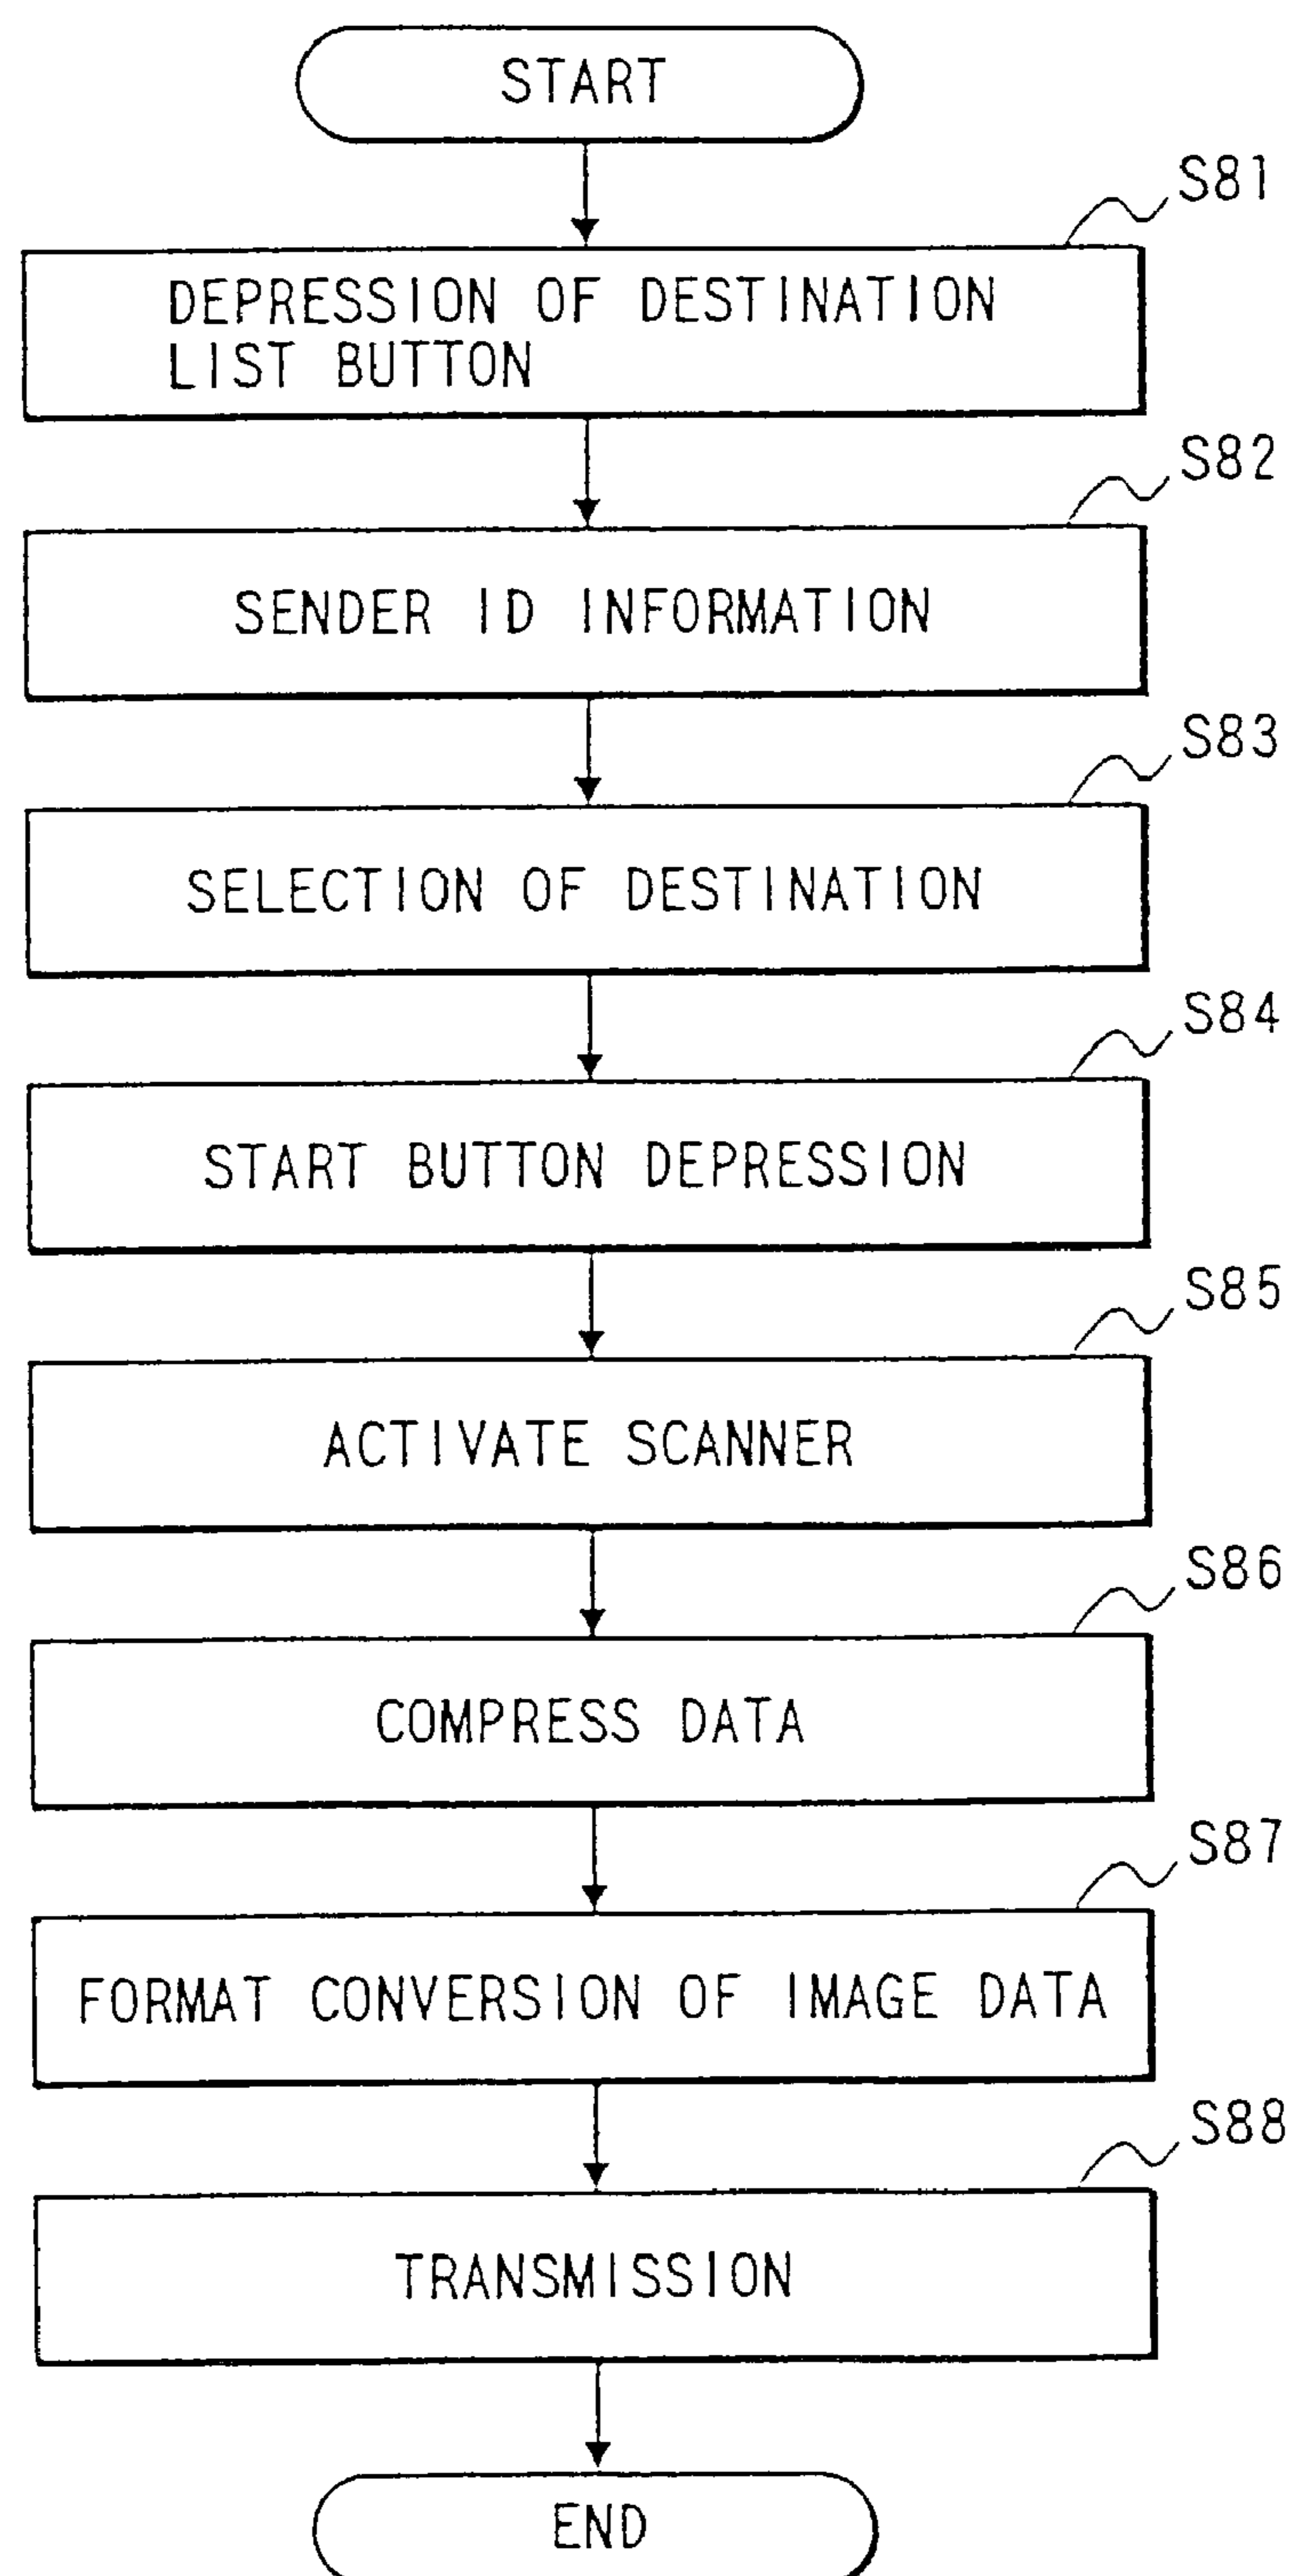 START
S81
DEPRESSION OF DESTINATION
LIST BUTTON
S82
SENDER ID INFORMATION
S83
SELECTION OF DESTINATION
S84
START BUTTON DEPRESSION
S85
ACTIVATE SCANNER
S86
COMPRESS DATA
S87
FORMAT CONVERSION OF IMAGE DATA
S88
TRANSMISSION
END